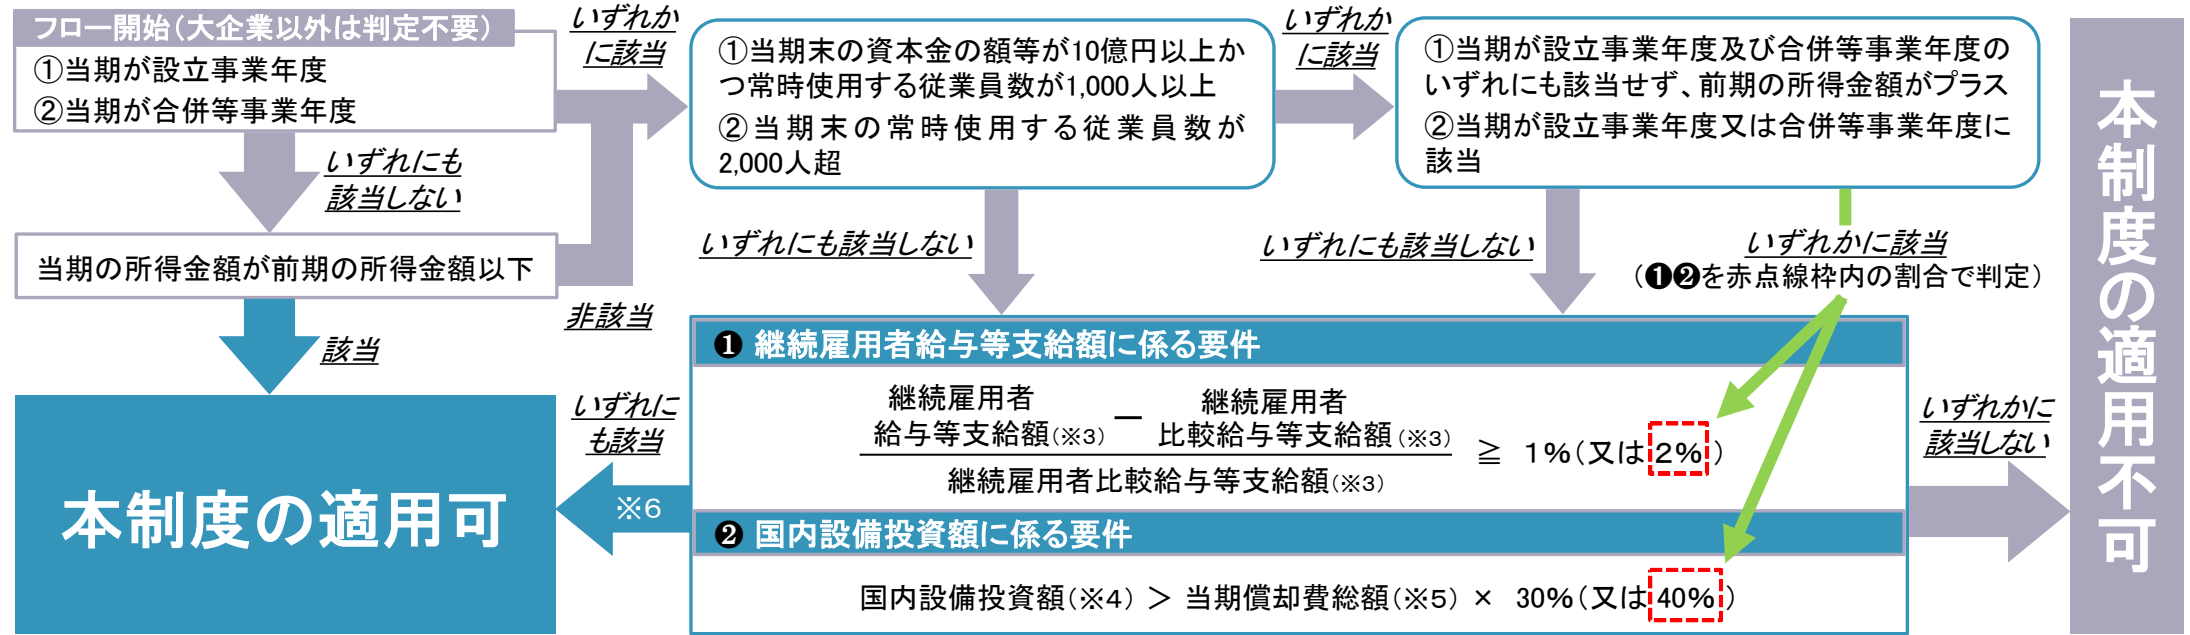 フロー開始(大企業以外は判定不要)
①当期が設立事業年度
②当期が合併等事業年度
いずれか
に該当
いずれにも
該当しない
当期の所得金額が前期の所得金額以下
非該当
該当
①当期末の資本金の額等が10億円以上か
つ常時使用する従業員数が1,000人以上
②当期末の常時使用する従業員数が
2,000人超
いずれか
に該当
いずれにも該当しない
①当期が設立事業年度及び合併等事業年度の
いずれにも該当せず、前期の所得金額がプラス
②当期が設立事業年度又は合併等事業年度に
該当
いずれにも該当しない
いずれかに該当
(❶❷を赤点線枠内の割合で判定)
❶ 継続雇用者給与等支給額に係る要件
継続雇用者
給与等支給額(※3)
－
継続雇用者
比較給与等支給額(※3)
継続雇用者比較給与等支給額(※3)
≧ 1%(又は2%)
❷ 国内設備投資額に係る要件
国内設備投資額(※4) ＞ 当期償却費総額(※5) × 30%(又は40%)
いずれに
も該当
※6
本制度の適用可
いずれかに
該当しない
本制度の適用不可